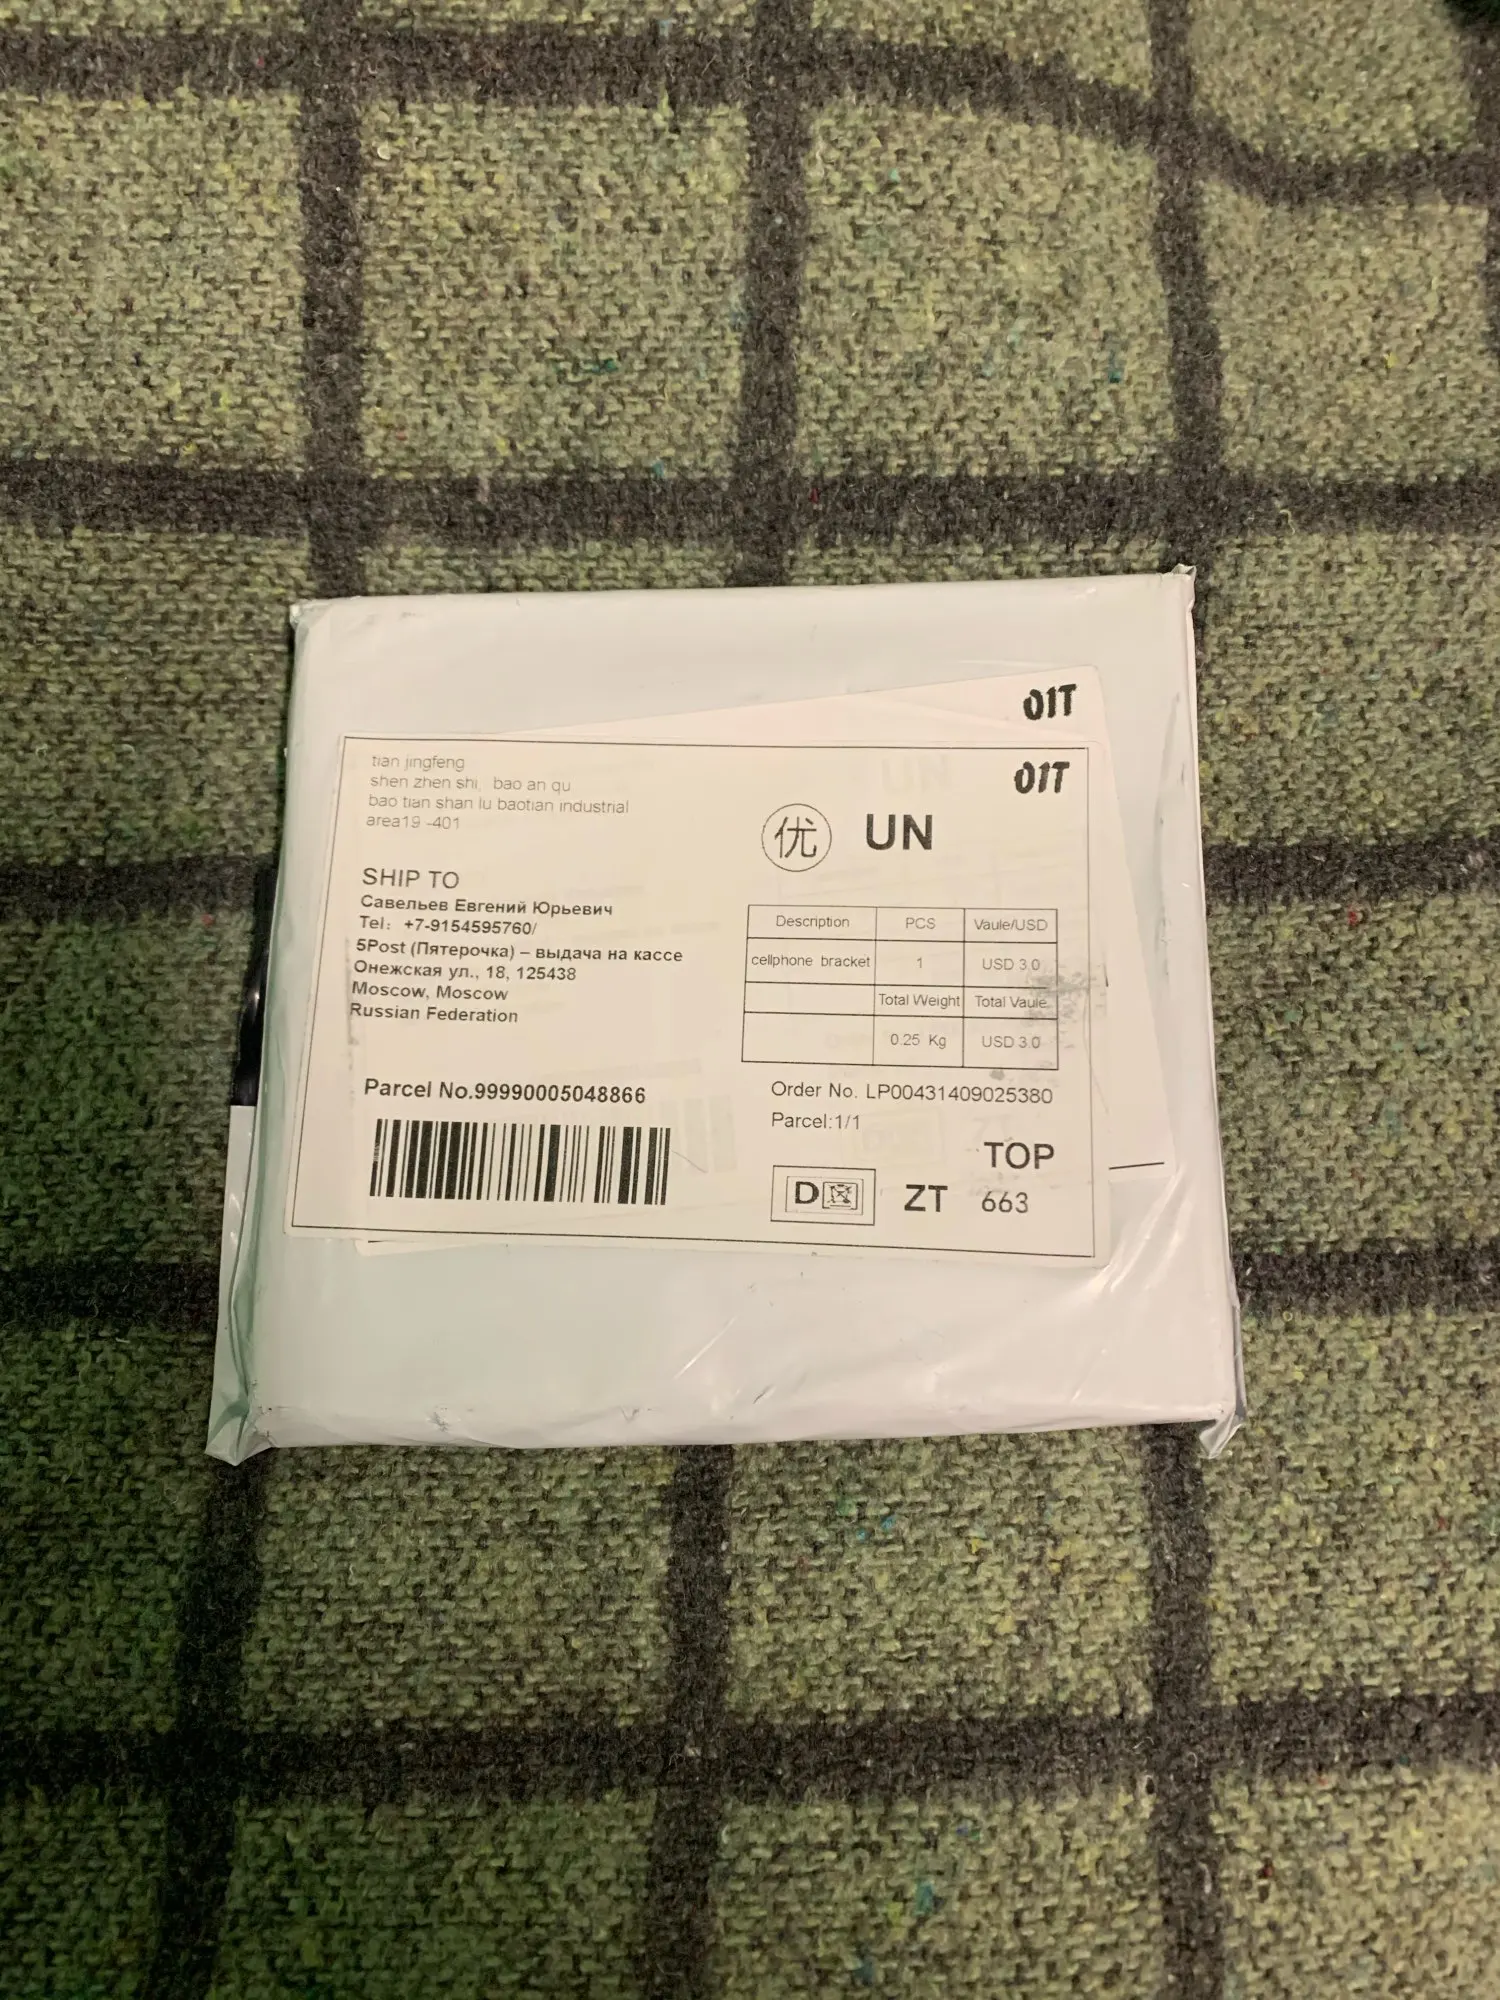 01T
01T
tian jingfeng
shen zhen shi, bao an qu
bao tian shan lu baotian industrial
area19 -401
优 UN
SHIP TO
Савельев Евгений Юрьевич
Tel: +7-9154595760/
5Post (Пятерочка) – выдача на кассе
Онежская ул., 18, 125438
Moscow, Moscow
Russian Federation
Description PCS Vaule/USD
cellphone bracket 1 USD 3.0
Total Weight Total Vaule
0.25 Kg USD 3.0
Parcel No.99990005048866
Order No. LP00431409025380
Parcel:1/1
TOP
D ZT 663